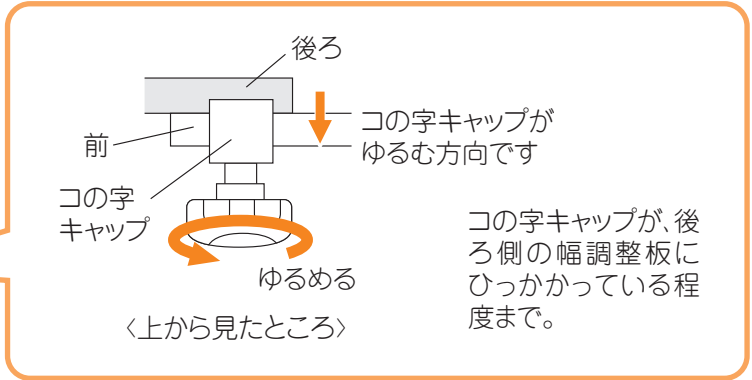 後ろ
前
コの字
キャップ
コの字キャップが
ゆるむ方向です
ゆるめる
〈上から見たところ〉
コの字キャップが、後
ろ側の幅調整板に
ひっかかっている程
度まで。